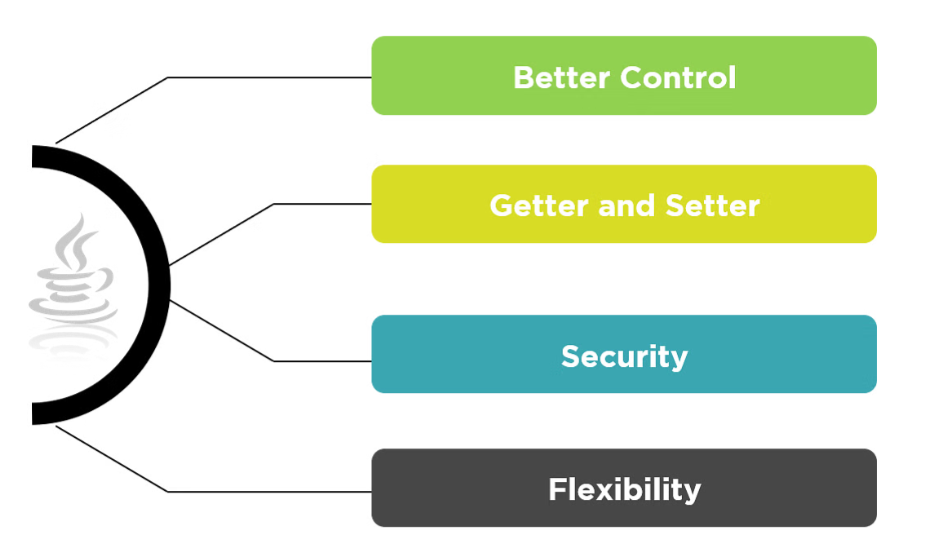 Better Control
Getter and Setter
Security
Flexibility